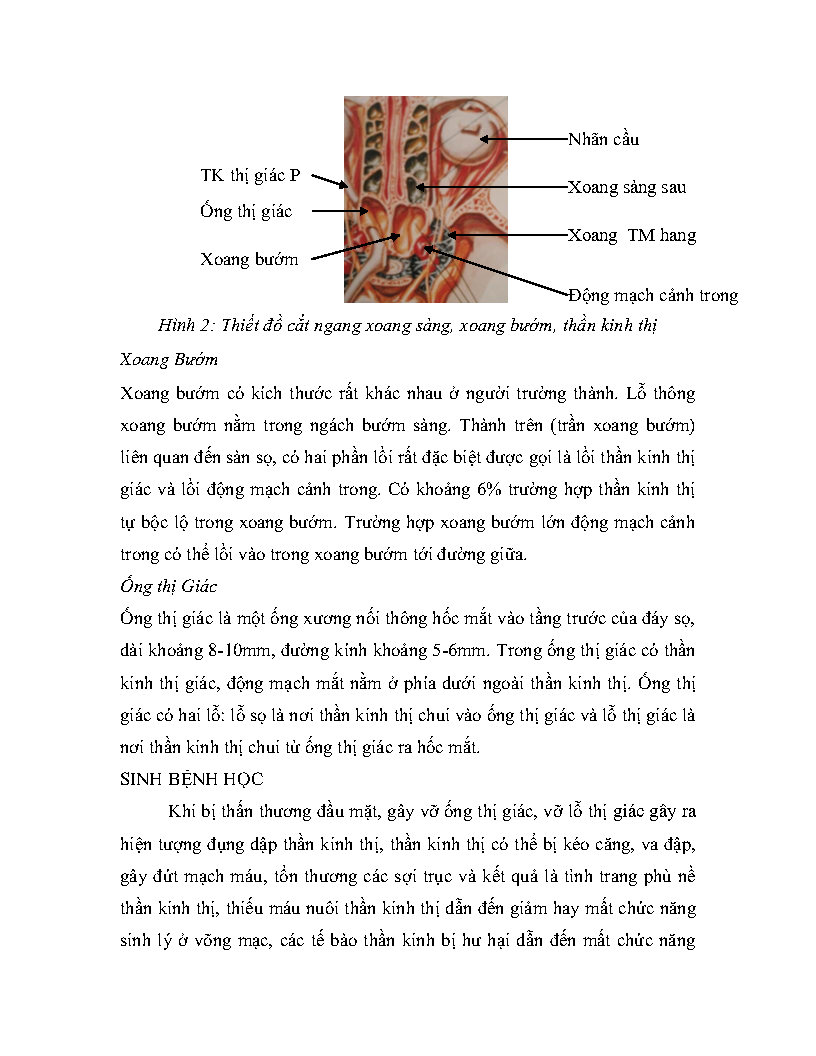 Nhãn cầu
TK thị giác P
Xoang sàng sau
Ống thị giác
Xoang TM hang
Xoang bướm
Động mạch cảnh trong
Hình 2: Thiết đồ cắt ngang xoang sàng, xoang bướm, thần kinh thị
Xoang Bướm
Xoang bướm có kích thước rất khác nhau ở người trưởng thành. Lỗ thông
xoang bướm nằm trong ngách bướm sàng. Thành trên (trần xoang bướm)
liên quan đến sàn sọ, có hai phần lồi rất đặc biệt được gọi là lồi thần kinh thị
giác và lồi động mạch cảnh trong. Có khoảng 6% trường hợp thần kinh thị
tự bộc lộ trong xoang bướm. Trường hợp xoang bướm lớn động mạch cảnh
trong có thể lồi vào trong xoang bướm tới đường giữa.
Ống thị Giác
Ống thị giác là một ống xương nối thông hốc mắt vào tầng trước của đáy sọ,
dài khoảng 8-10mm, đường kính khoảng 5-6mm. Trong ống thị giác có thần
kinh thị giác, động mạch mắt nằm ở phía dưới ngoài thần kinh thị. Ống thị
giác có hai lỗ: lỗ sọ là nơi thần kinh thị chui vào ống thị giác và lỗ thị giác là
nơi thần kinh thị chui từ ống thị giác ra hốc mắt.
SINH BỆNH HỌC
Khi bị thấn thương đầu mặt, gây vỡ ống thị giác, vỡ lỗ thị giác gây ra
hiện tượng đụng dập thần kinh thị, thần kinh thị có thể bị kéo căng, va đập,
gây đứt mạch máu, tổn thương các sợi trục và kết quả là tình trang phù nề
thần kinh thị, thiếu máu nuôi thần kinh thị dẫn đến giảm hay mất chức năng
sinh lý ở võng mạc, các tế bào thần kinh bị hư hại dẫn đến mất chức năng